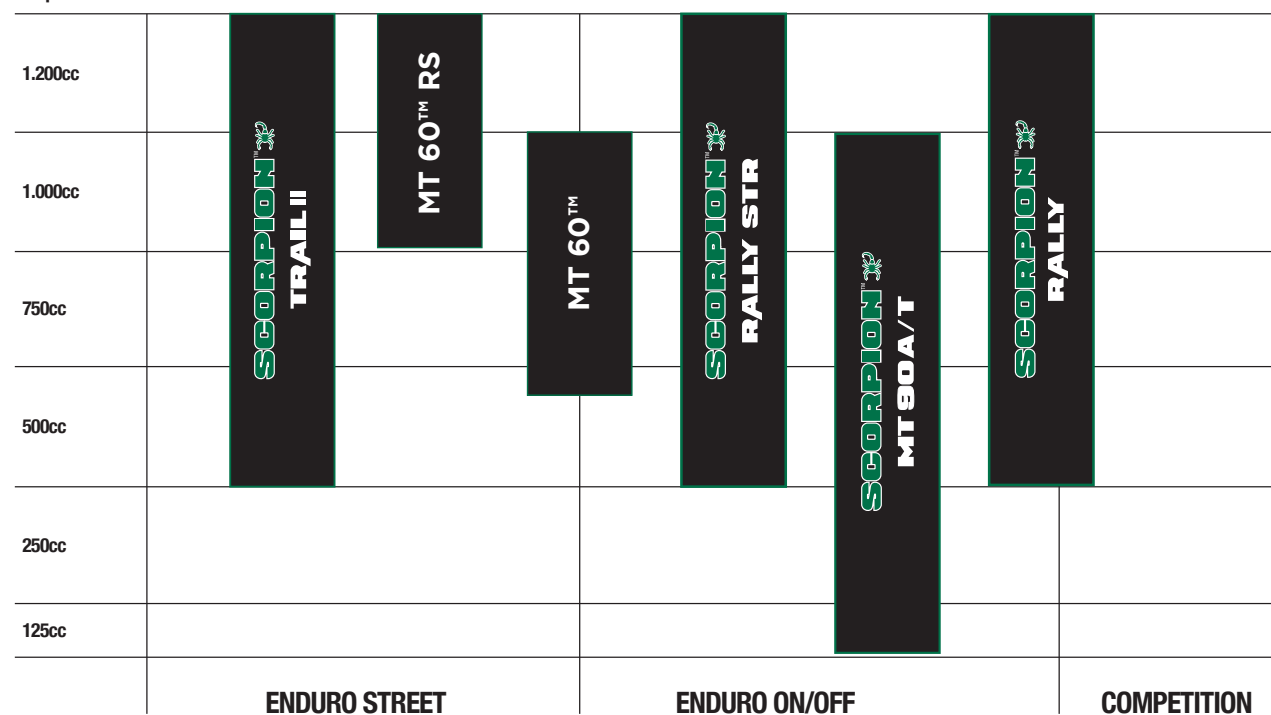 1.200cc
1.000cc
750cc
500cc
250cc
125cc
SCORPION™
TRAIL II
MT 60™ RS
MT 60™
SCORPION™
RALLY STR
SCORPION™
MT 90 A/T
SCORPION™
RALLY
ENDURO STREET
ENDURO ON/OFF
COMPETITION